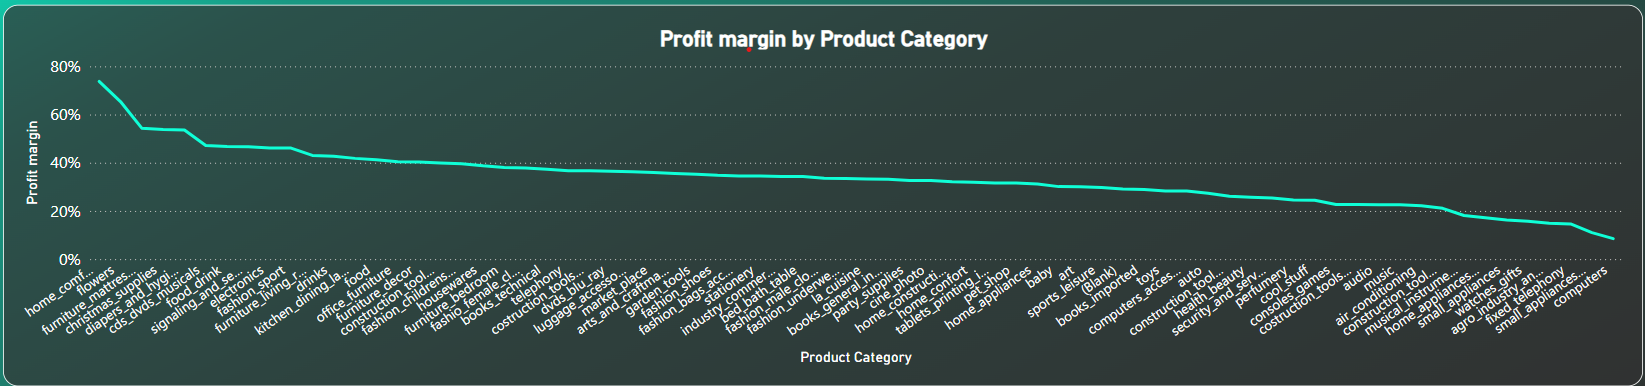 Profit margin by Product Category
80%
60%
40%
20%
0%
Profit margin
home_comf...
flowers
furniture_mattres...
christmas_supplies
diapers_and_hygi...
cds_dvds_musicals
food_drink
signaling_and_se...
electronics
fashion_sport
furniture_living_r...
drinks
kitchen_dining_la...
food
office_furniture
furniture_decor
construction_tool...
fashion_childrens...
housewares
furniture_bedroom
fashion_female_cl...
books_technical
telephony
costruction_tools...
dvds_blu_ray
luggage_accesso...
market_place
arts_and_craftma...
garden_tools
fashion_shoes
fashion_bags_acc...
stationery
industry_commer...
bed_bath_table
fashion_male_clo...
fashion_underwe...
la_cuisine
books_general_in...
party_supplies
cine_photo
home_constructi...
home_confort
tablets_printing_i...
pet_shop
home_appliances
baby
art
sports_leisure
(Blank)
books_imported
toys
computers_acces...
auto
construction_tool...
health_beauty
security_and_serv...
perfumery
cool_stuff
consoles_games
costruction_tools...
audio
music
air_conditioning
construction_tool...
musical_instrume...
home_appliances...
small_appliances
watches_gifts
agro_industry_an...
fixed_telephony
small_appliances...
computers
Product Category